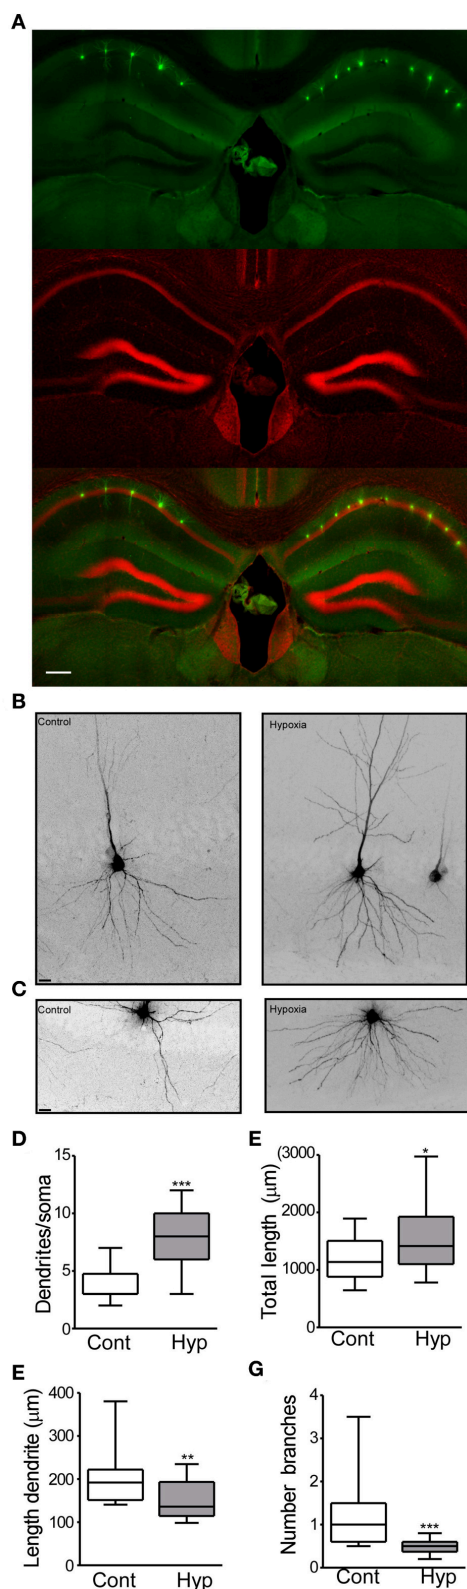 A
B
Control
Hypoxia
C
Control
Hypoxia
D
Dendrites/soma
15
10
5
0
***
Cont
Hyp
E
Total length (μm)
(3000
2000
1000
0
*
Cont
Hyp
E
Length dendrite (μm)
400
300
200
100
0
**
Cont
Hyp
G
Number branches
4
3
2
1
0
***
Cont
Hyp